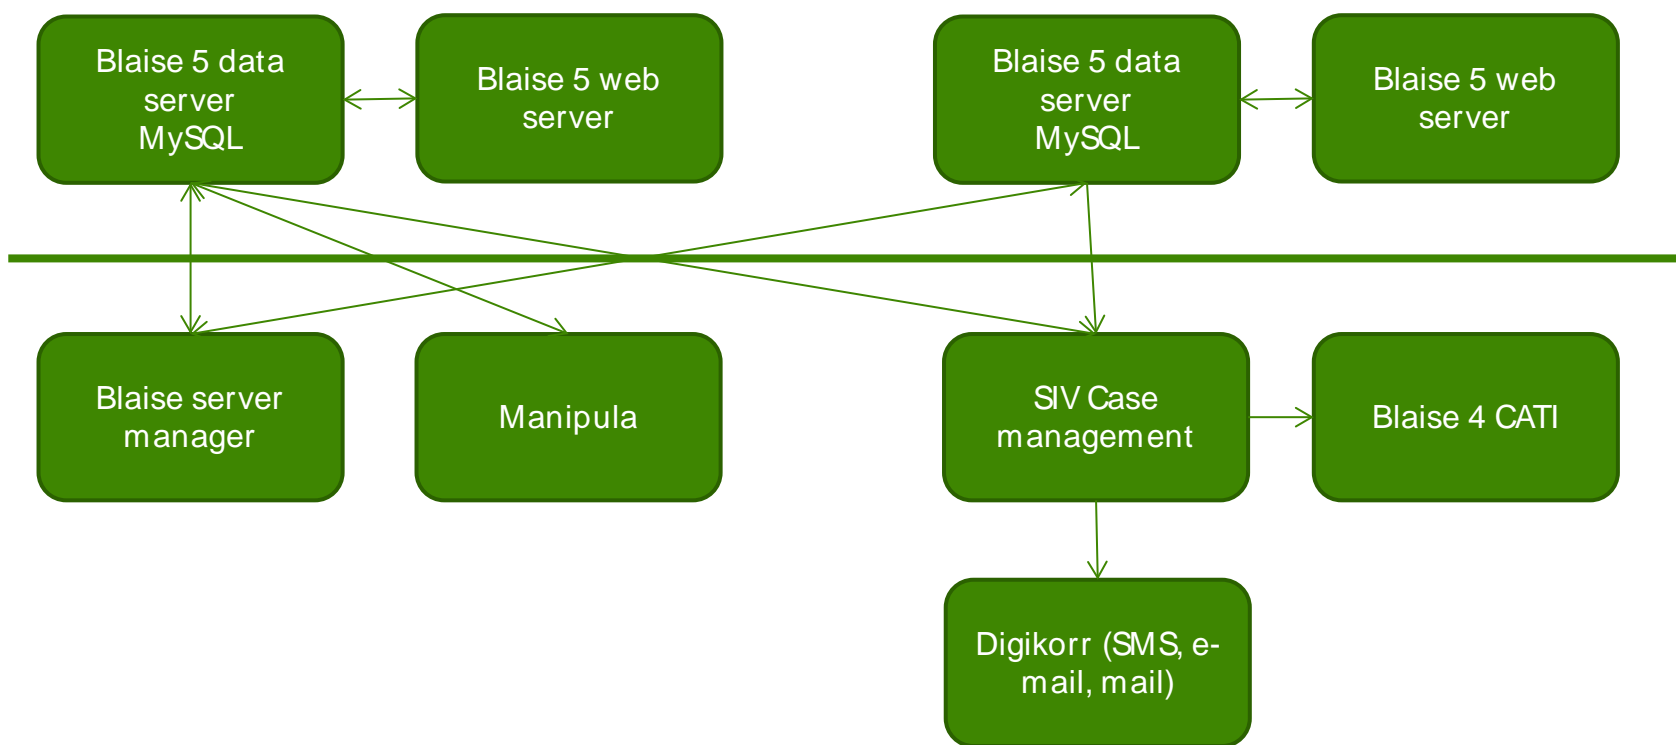 Blaise 5 data
server
MySQL
Blaise 5 web
server
Blaise 5 data
server
MySQL
Blaise 5 web
server
Blaise server
manager
Manipula
SIV Case
management
Blaise 4 CATI
Digikorr (SMS, e-
mail, mail)